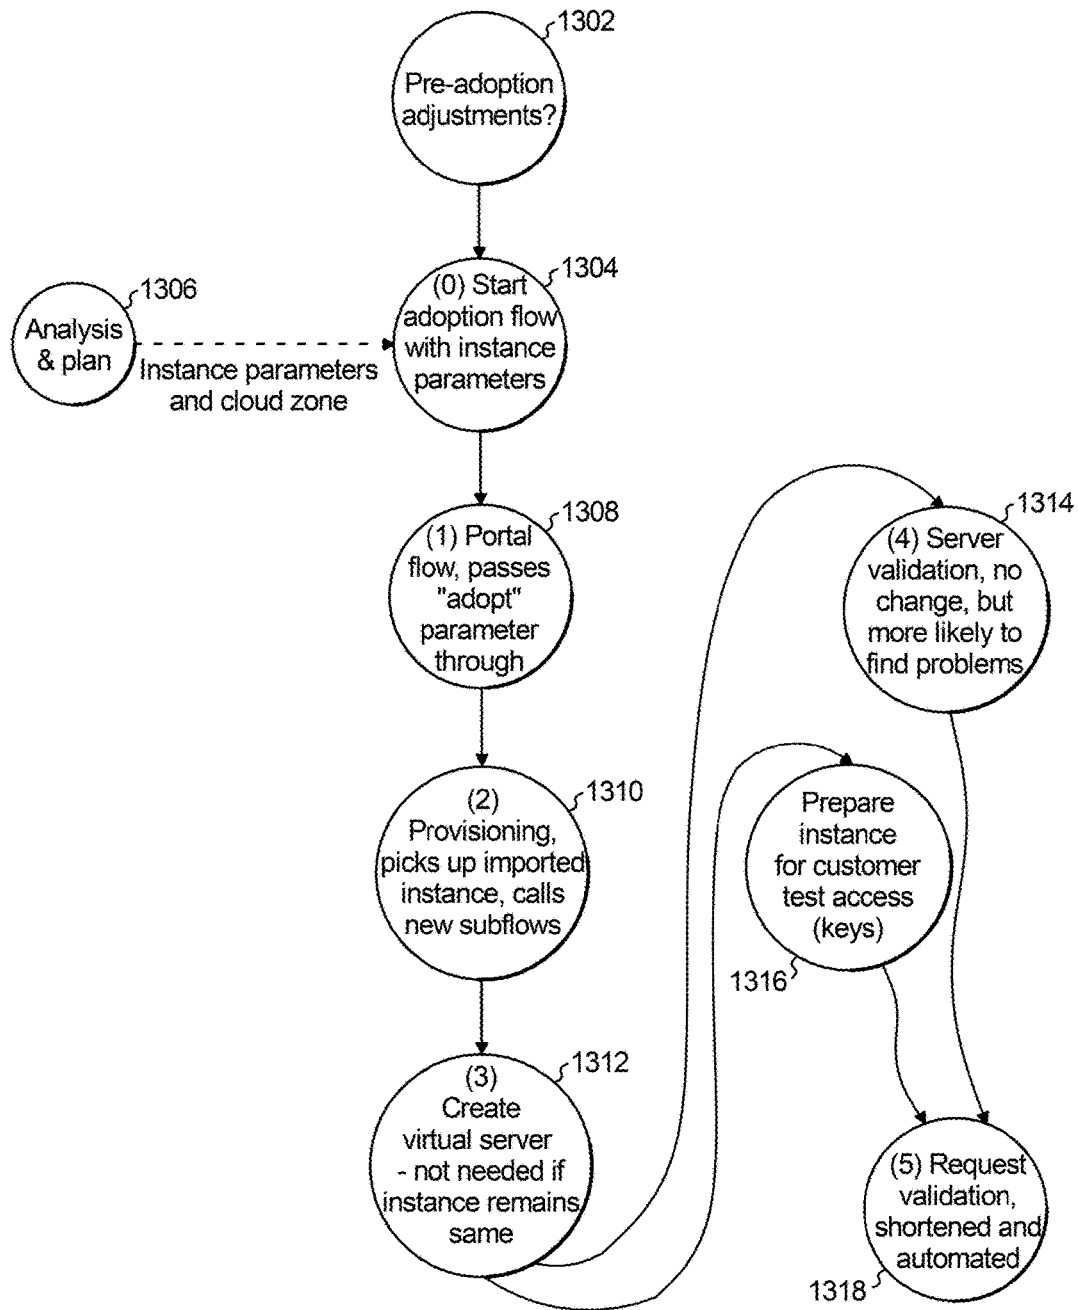 1302
Pre-adoption
adjustments?
1304
(0) Start
adoption flow
with instance
parameters
1306
Analysis
& plan
Instance parameters
and cloud zone
1308
(1) Portal
flow, passes
"adopt"
parameter
through
1310
(2)
Provisioning,
picks up imported
instance, calls
new subflows
1312
(3)
Create
virtual server
- not needed if
instance remains
same
1314
(4) Server
validation, no
change, but
more likely to
find problems
Prepare
instance
for customer
test access
(keys)
1316
(5) Request
validation,
shortened and
automated
1318